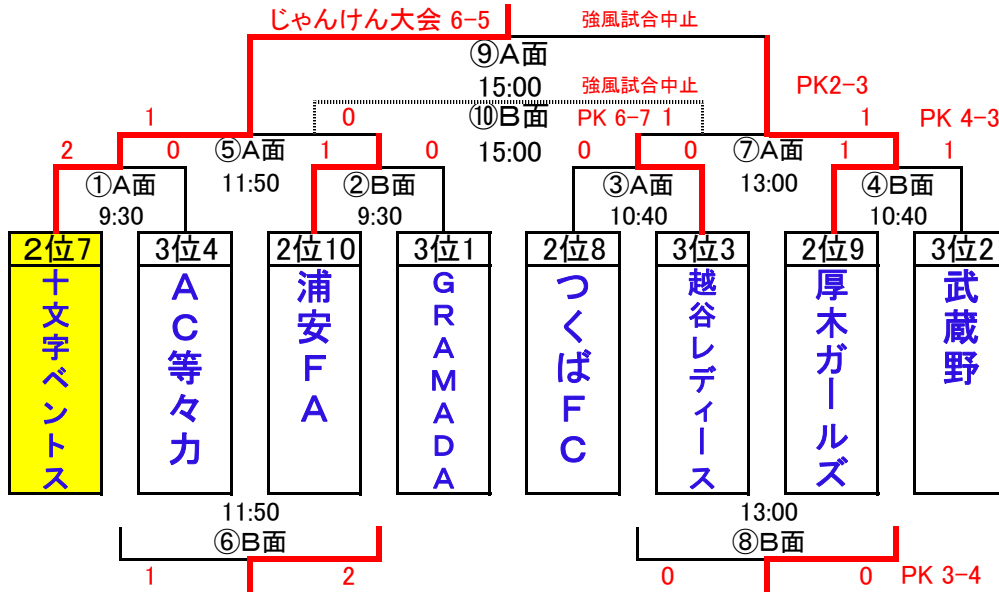 じゃんけん大会 6-5
強風試合中止
⑨A面
15:00
強風試合中止
PK2-3
1
0
⑩B面
PK 6-7 1
1
PK 4-3
2
0
⑤A面
1
0
15:00
0
0
⑦A面
1
1
①A面
11:50
②B面
③A面
13:00
④B面
9:30
9:30
10:40
10:40
2位7
3位4
2位10
3位1
2位8
3位3
2位9
3位2
十文字ベントス
AC等々力
浦安FA
GRAMADA
つくばFC
越谷レディース
厚木ガールズ
武蔵野
11:50
13:00
⑥B面
⑧B面
1
2
0
0
PK 3-4